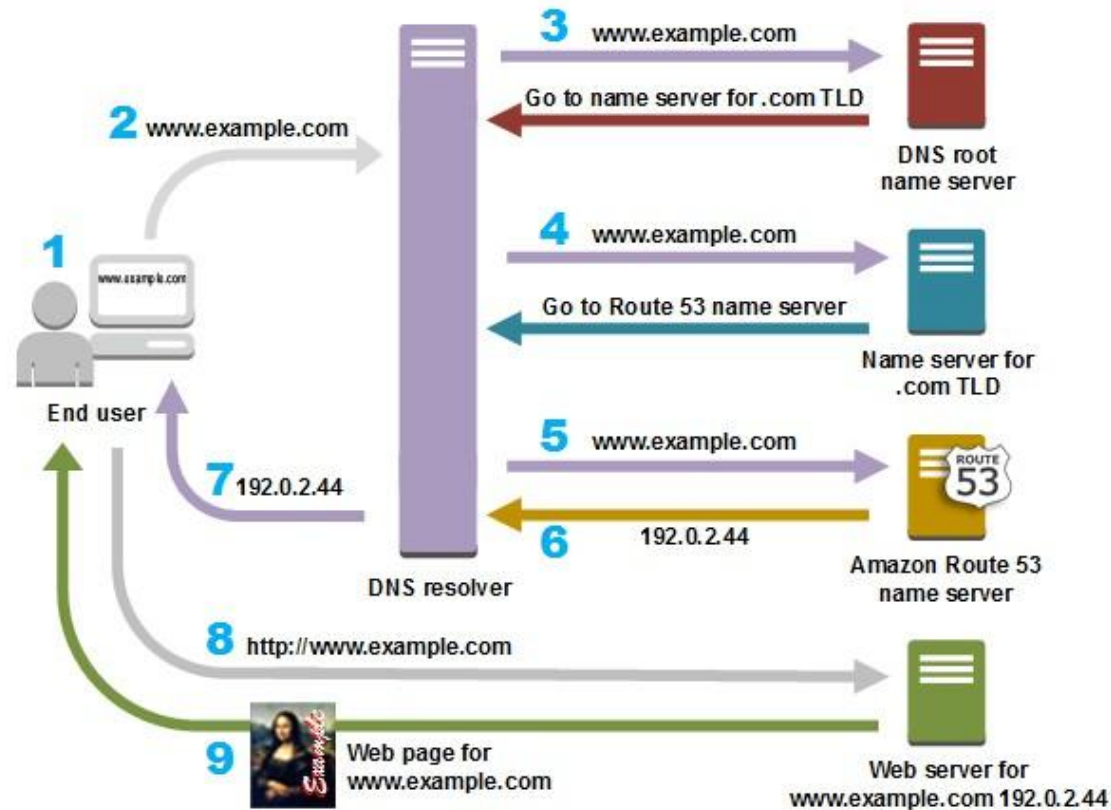 3 www.example.com
Go to name server for .com TLD
DNS root
name server
2 www.example.com
1
www.example.com
End user
4 www.example.com
Go to Route 53 name server
Name server for
.com TLD
5 www.example.com
ROUTE
53
6 192.0.2.44
Amazon Route 53
name server
7 192.0.2.44
DNS resolver
8 http://www.example.com
9
Example
Web page for
www.example.com
Web server for
www.example.com 192.0.2.44